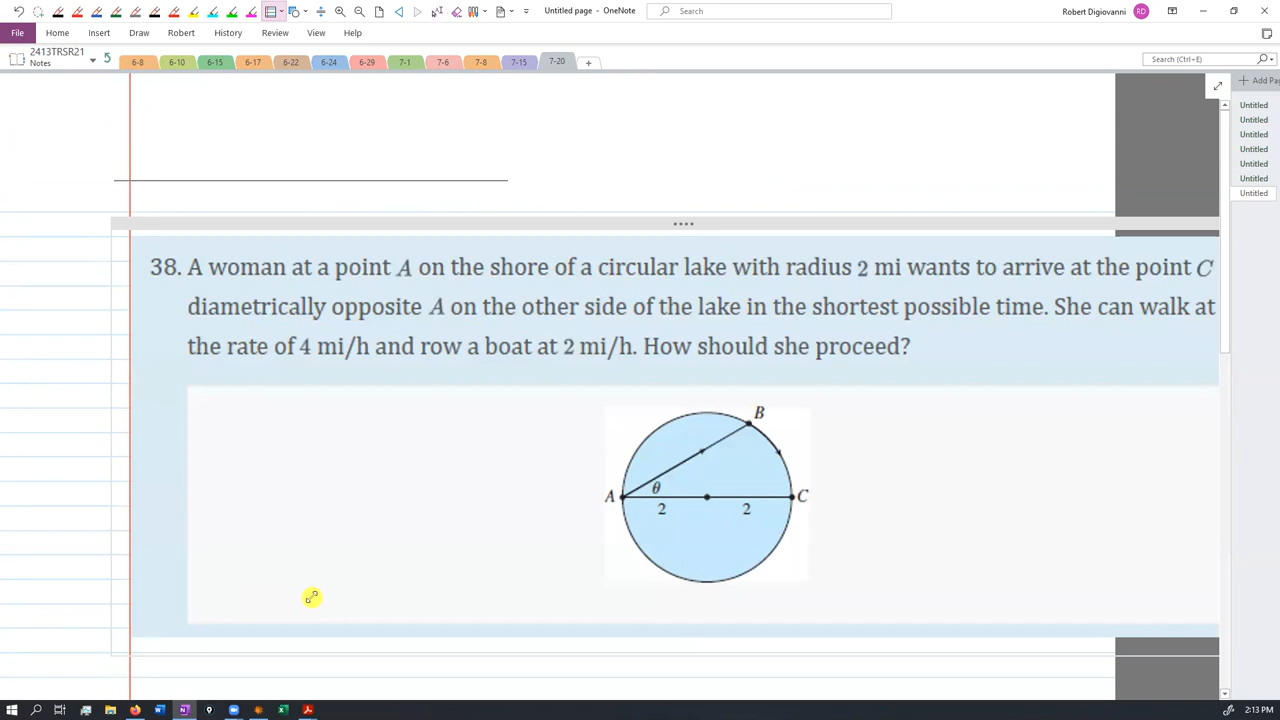 Untitled page - OneNote
Search
Robert Digiovanni
RD
File
Home
Insert
Draw
Robert
History
Review
View
Help
2413TRSR21
Notes
6-8
6-10
6-15
6-17
6-22
6-24
6-29
7-1
7-6
7-8
7-15
7-20
Search (Ctrl+E)
Add Pag
Untitled
Untitled
Untitled
Untitled
Untitled
Untitled
Untitled
38. A woman at a point A on the shore of a circular lake with radius 2 mi wants to arrive at the point C
diametrically opposite A on the other side of the lake in the shortest possible time. She can walk at
the rate of 4 mi/h and row a boat at 2 mi/h. How should she proceed?
B
A
θ
C
2
2
2:13 PM